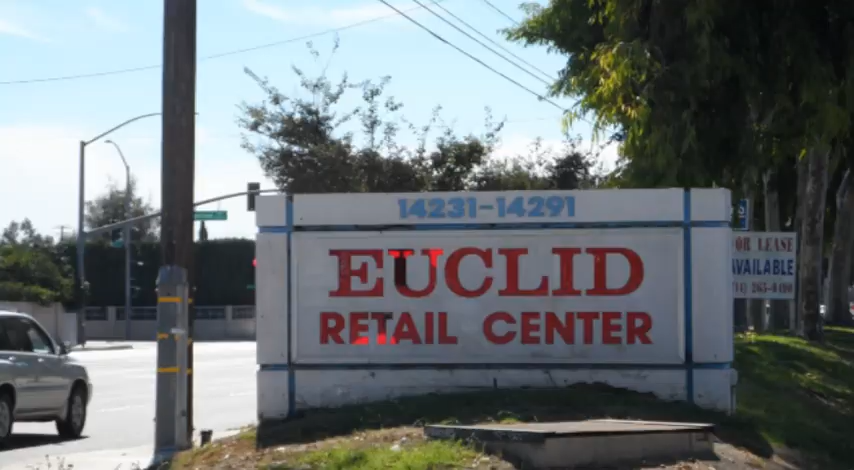 14231-14291
EUCLID
RETAIL CENTER
OR LEASE
AVAILABLE